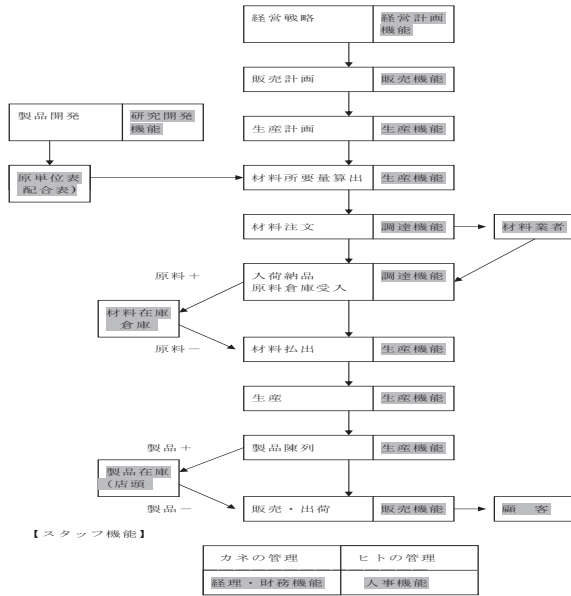 経営戦略 経営計画
機能
販売計画 販売機能
製品開発 研究開発
機能
生産計画 生産機能
原単位表
配合表)
材料所要量算出 生産機能
材料注文 調達機能 材料業者
原料+
入荷納品 調達機能
原料倉庫受入
材料在庫
倉庫
原料-
材料払出 生産機能
生産 生産機能
製品+
製品陳列 生産機能
製品在庫
(店頭
製品-
販売・出荷 販売機能 顧 客
【スタッフ機能】
カネの管理 ヒトの管理
経理・財務機能 人事機能